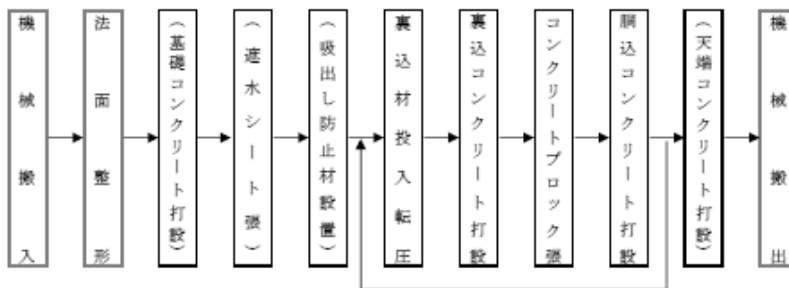 機械搬入
法面整形
(基礎コンクリート打設)
(遮水シート張)
(吸出し防止材設置)
裏込材投入転圧
裏込コンクリート打設
コンクリートブロック張
胴込コンクリート打設
(天端コンクリート打設)
機械搬出